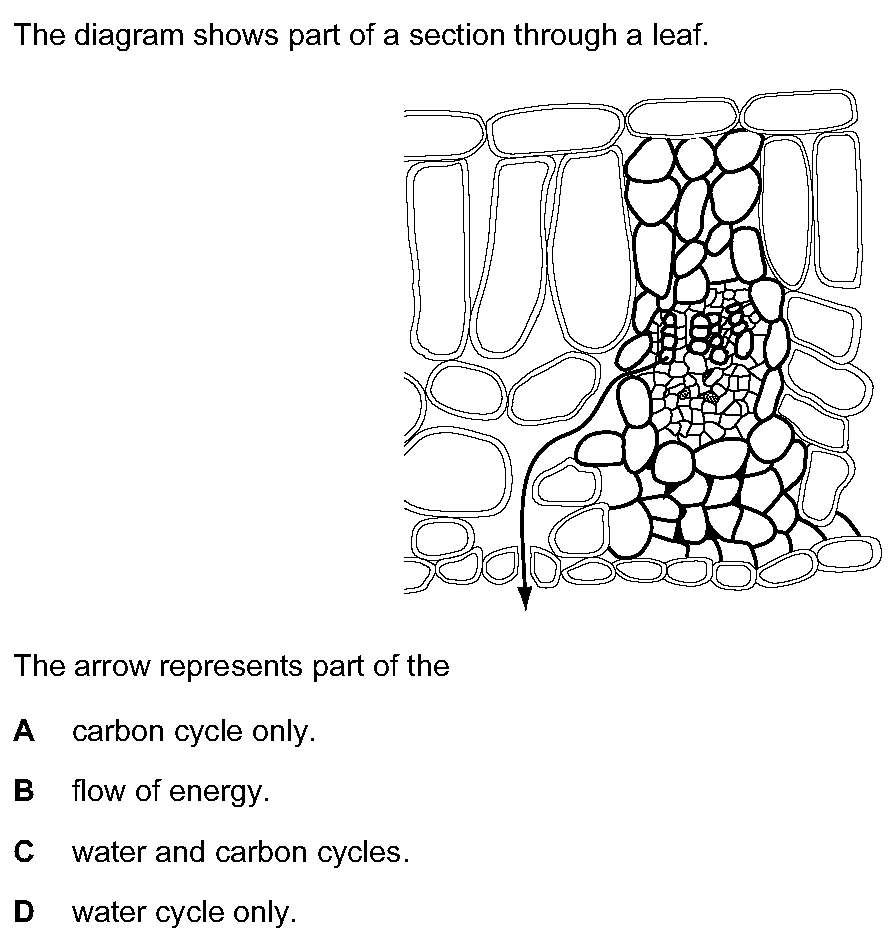 The diagram shows part of a section through a leaf.
The arrow represents part of the
A carbon cycle only.
B flow of energy.
C water and carbon cycles.
D water cycle only.